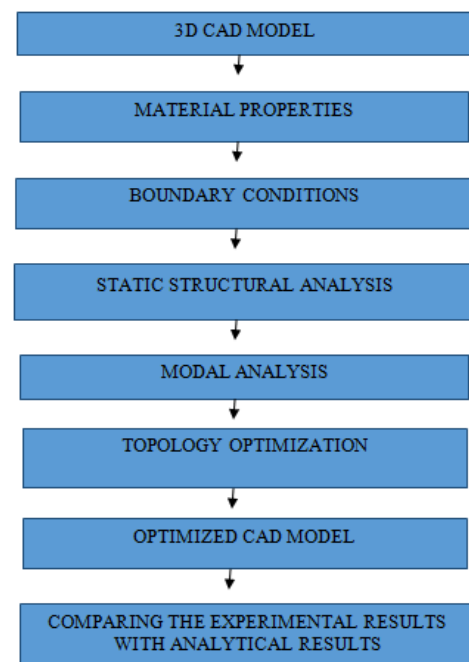 3D CAD MODEL
MATERIAL PROPERTIES
BOUNDARY CONDITIONS
STATIC STRUCTURAL ANALYSIS
MODAL ANALYSIS
TOPOLOGY OPTIMIZATION
OPTIMIZED CAD MODEL
COMPARING THE EXPERIMENTAL RESULTS
WITH ANALYTICAL RESULTS